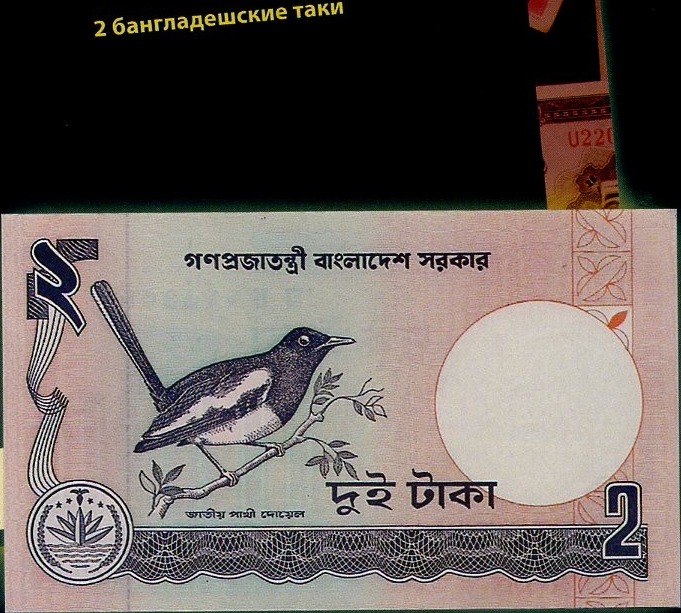 2 бангладешские таки
U220
গণপ্রজাতন্ত্রী বাংলাদেশ সরকার
২
জাতীয় পাখী দোয়েল
দুই টাকা
2